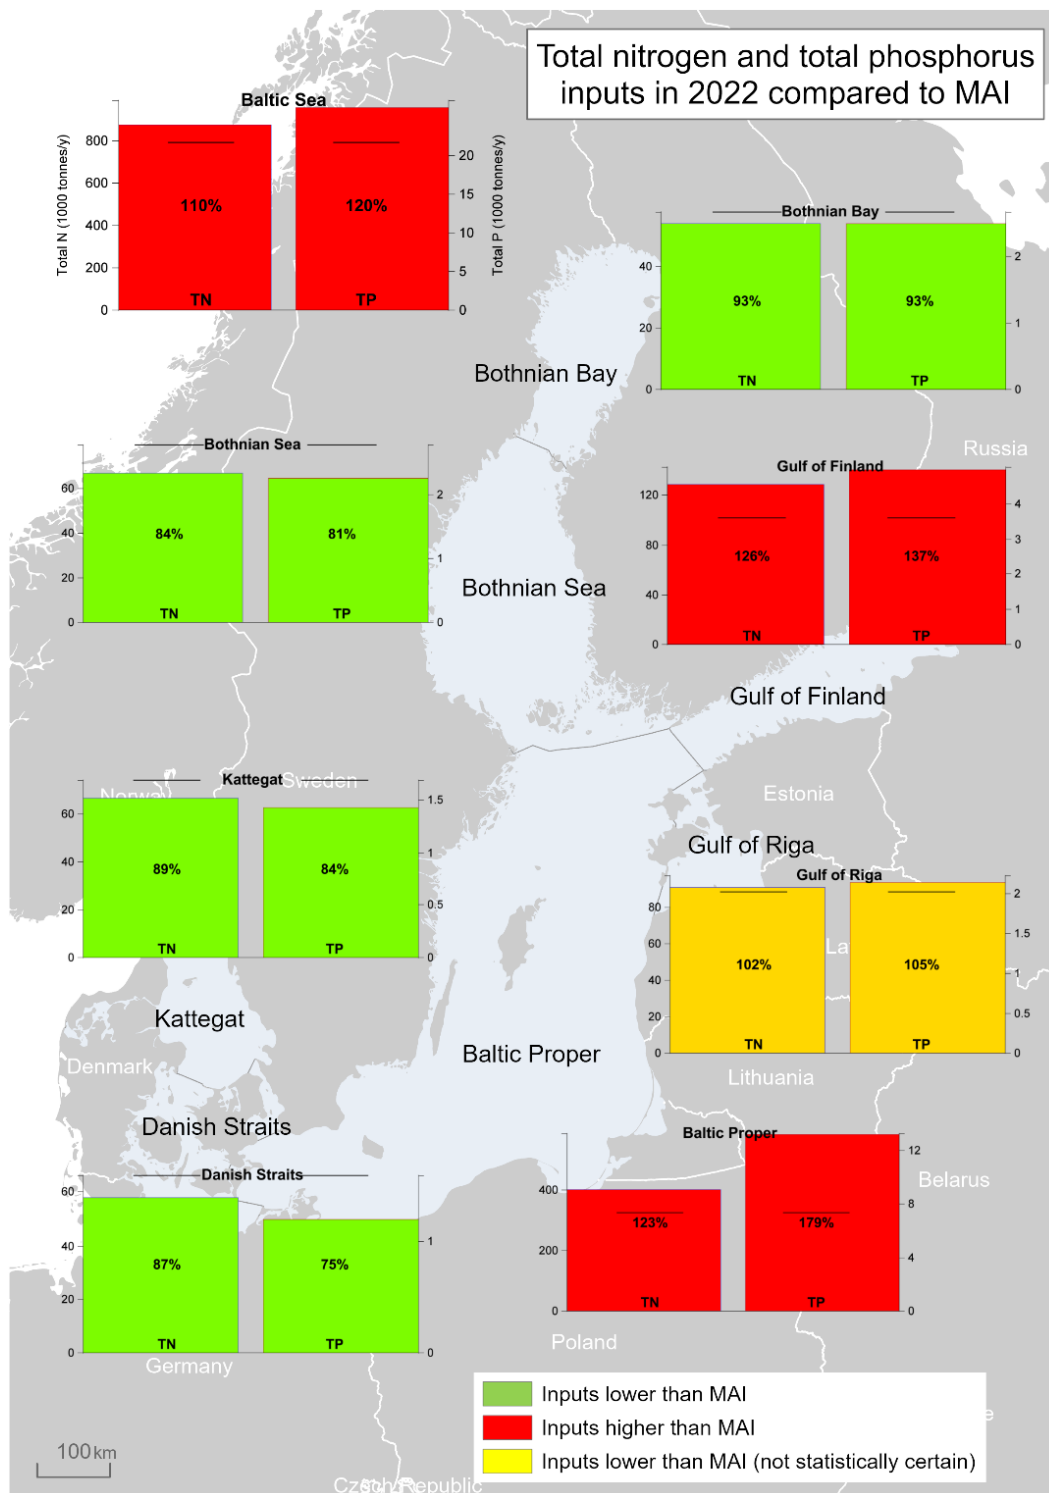 Total nitrogen and total phosphorus
inputs in 2022 compared to MAI
Baltic Sea
Total N (1000 tonnes/y)
800
600
400
200
0
110%
TN
120%
TP
20
15
10
5
0
Total P (1000 tonnes/y)
Bothnian Bay
40
20
0
93%
TN
93%
TP
2
1
0
Bothnian Bay
Bothnian Sea
60
40
20
0
84%
TN
81%
TP
2
1
0
Russia
Gulf of Finland
120
80
40
0
126%
TN
137%
TP
4
3
2
1
0
Bothnian Sea
Gulf of Finland
Norway
Sweden
Kattegat
60
40
20
0
89%
TN
84%
TP
1.5
1
0.5
0
Estonia
Gulf of Riga
Gulf of Riga
80
60
40
20
0
102%
TN
105%
TP
2
1.5
1
0.5
0
La
Kattegat
Baltic Proper
Denmark
Lithuania
Danish Straits
Danish Straits
60
40
20
0
87%
TN
75%
TP
1
0
Baltic Proper
400
200
0
123%
TN
179%
TP
12
8
4
0
Belarus
Poland
Germany
Inputs lower than MAI
Inputs higher than MAI
Inputs lower than MAI (not statistically certain)
e
100 km
Czech Republic